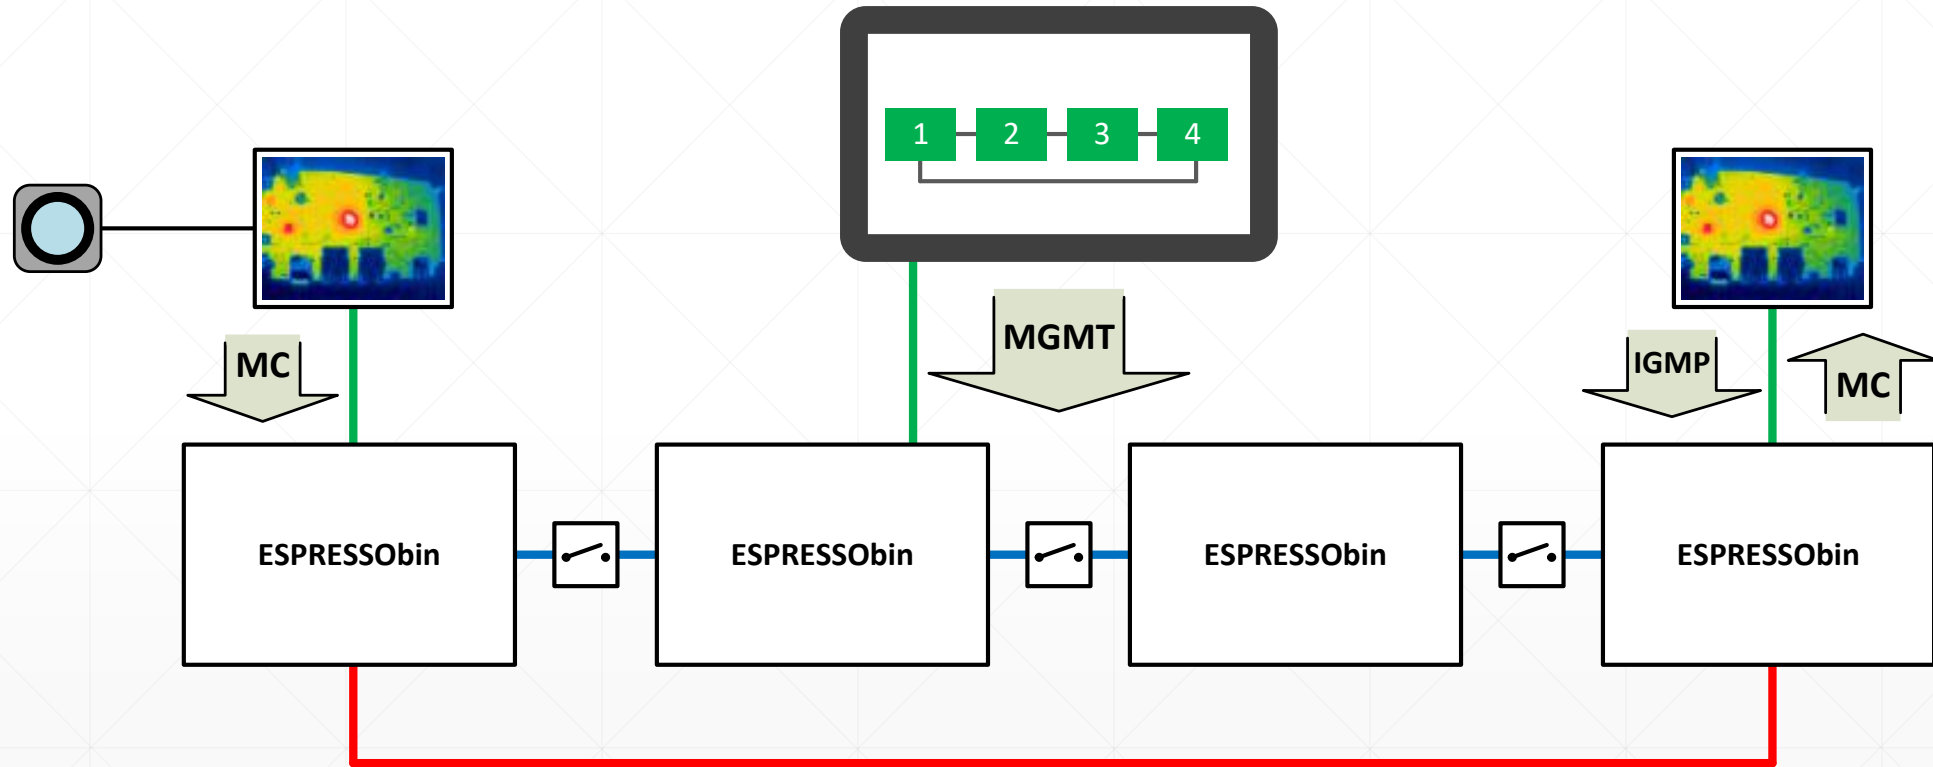 1 2 3 4
MC
MGMT
IGMP
MC
ESPRESSObin
ESPRESSObin
ESPRESSObin
ESPRESSObin